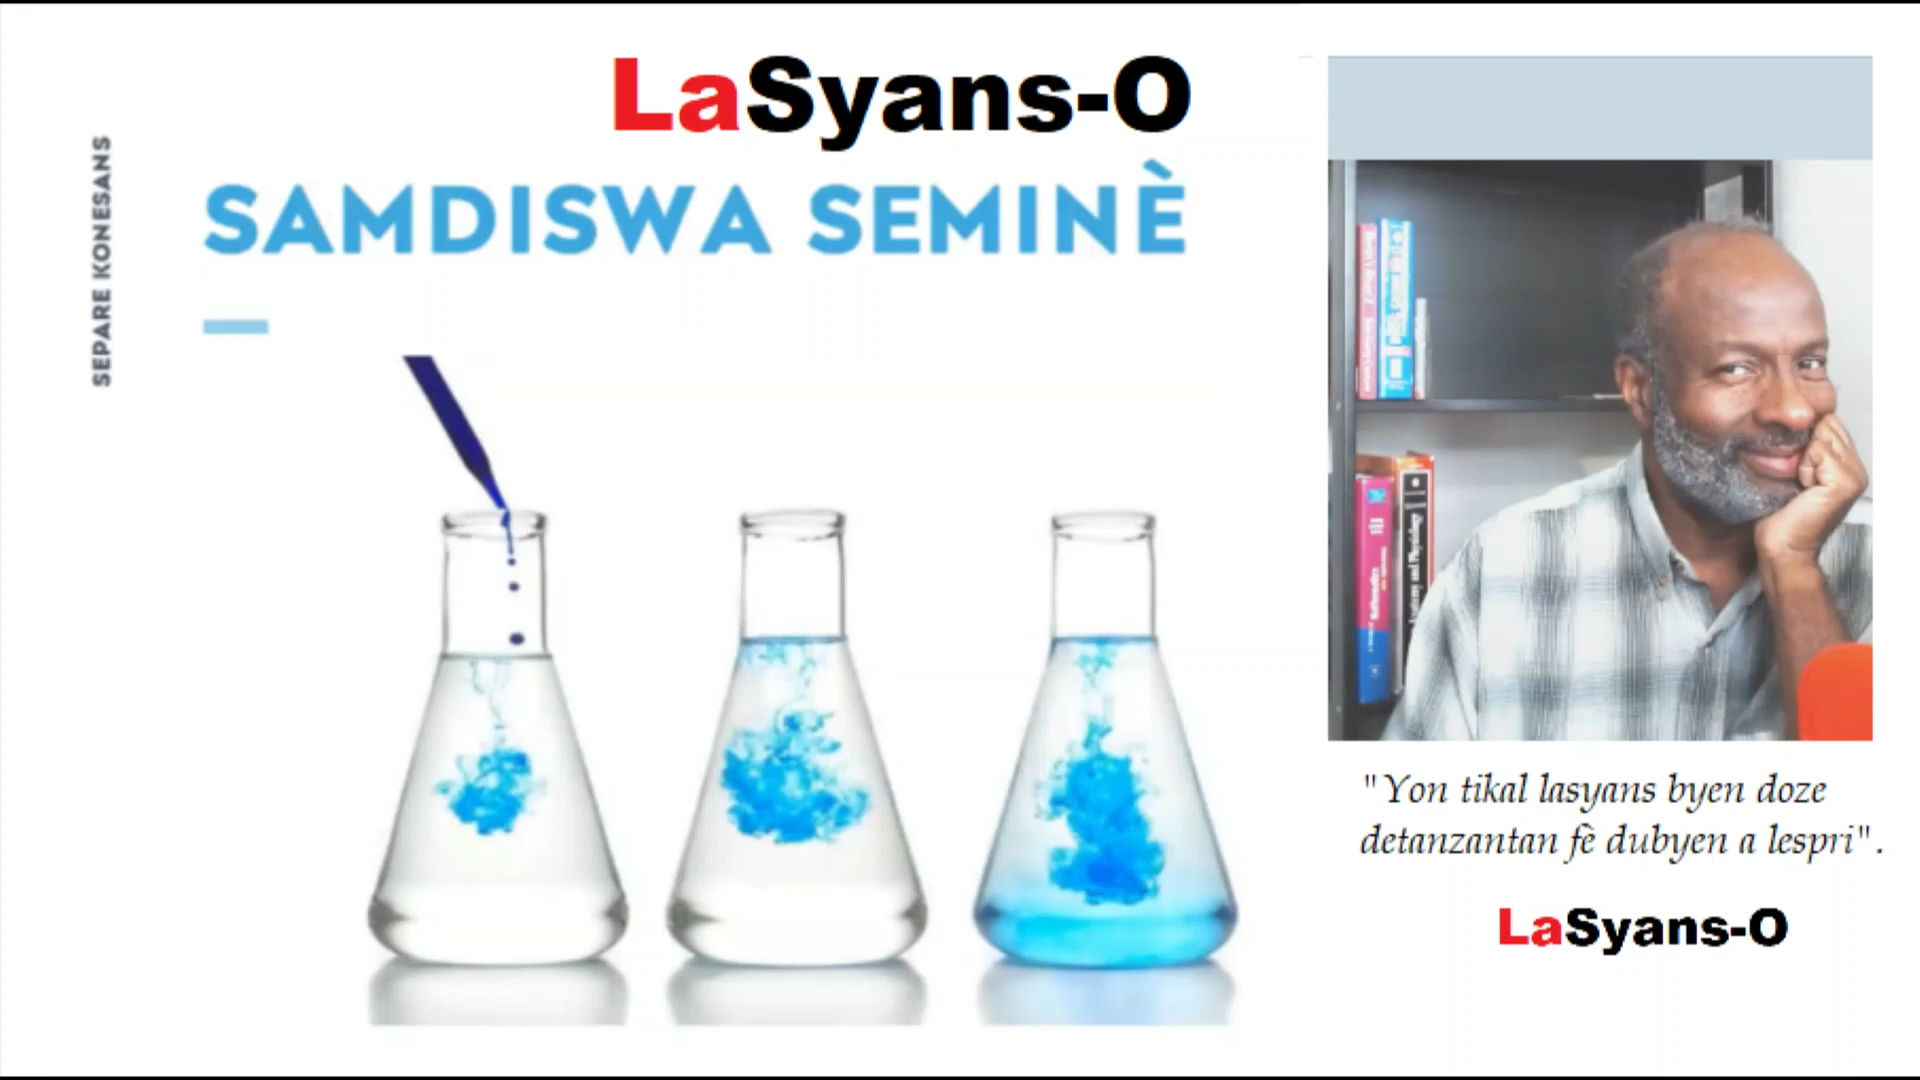 LaSyans-O
SAMDISWA SEMINÈ
SEPARE KONESANS
"Yon tikal lasyans byen doze
detanzantan fè dubyen a lespri".
LaSyans-O